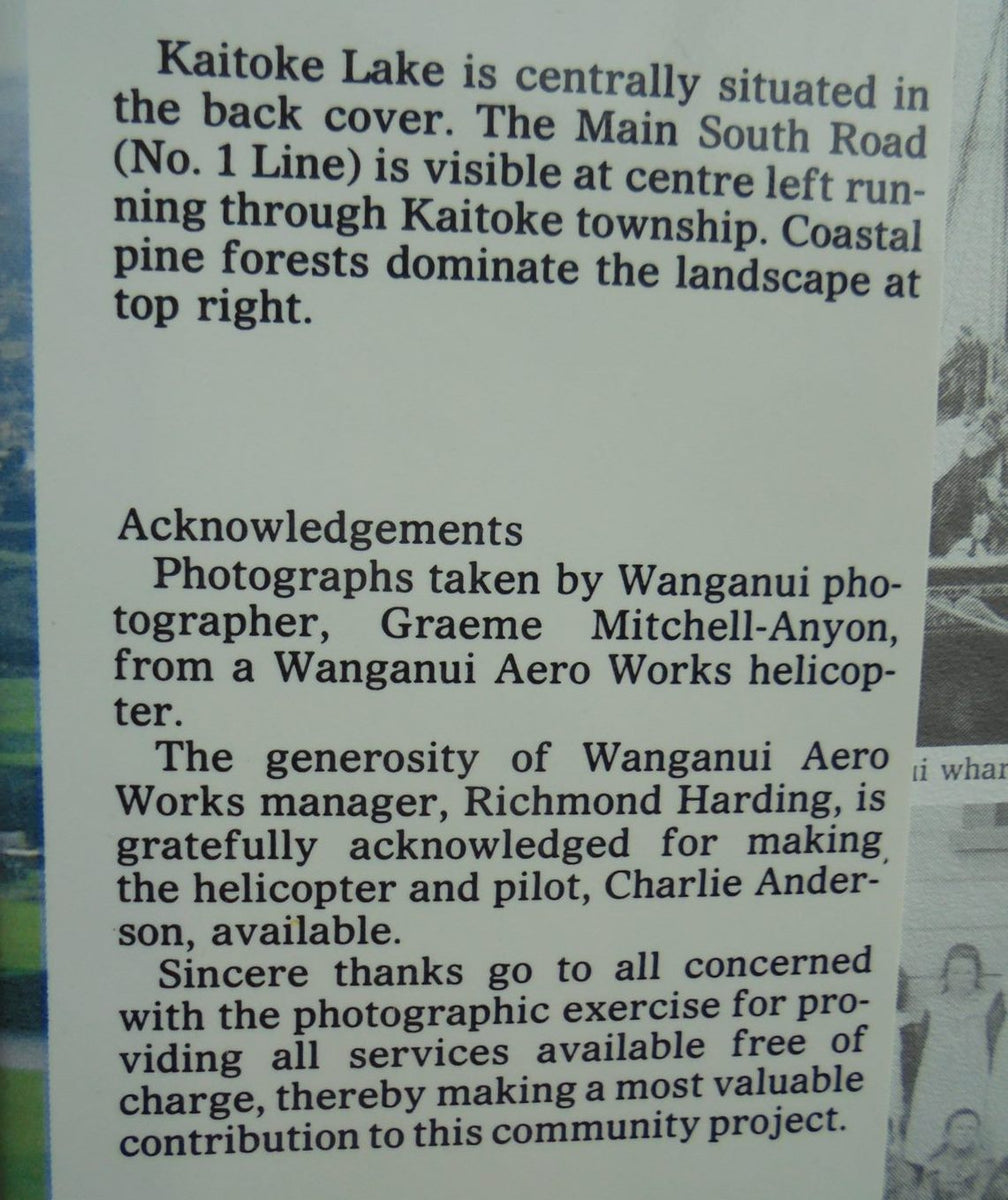 Kaitoke Lake is centrally situated in
the back cover. The Main South Road
(No. 1 Line) is visible at centre left run-
ning through Kaitoke township. Coastal
pine forests dominate the landscape at
top right.
Acknowledgements
Photographs taken by Wanganui pho-
tographer, Graeme Mitchell-Anyon,
from a Wanganui Aero Works helicop-
ter.
The generosity of Wanganui Aero
Works manager, Richmond Harding, is
gratefully acknowledged for making
the helicopter and pilot, Charlie Ander-
son, available.
Sincere thanks go to all concerned
with the photographic exercise for pro-
viding all services available free of
charge, thereby making a most valuable
contribution to this community project.